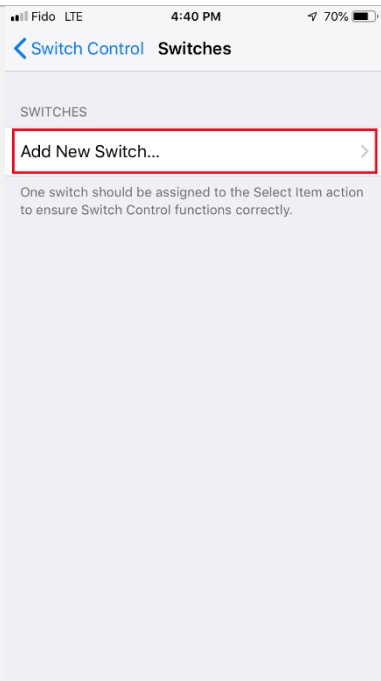 Fido LTE 4:40 PM 70%
Switch Control Switches
SWITCHES
Add New Switch...
One switch should be assigned to the Select Item action
to ensure Switch Control functions correctly.